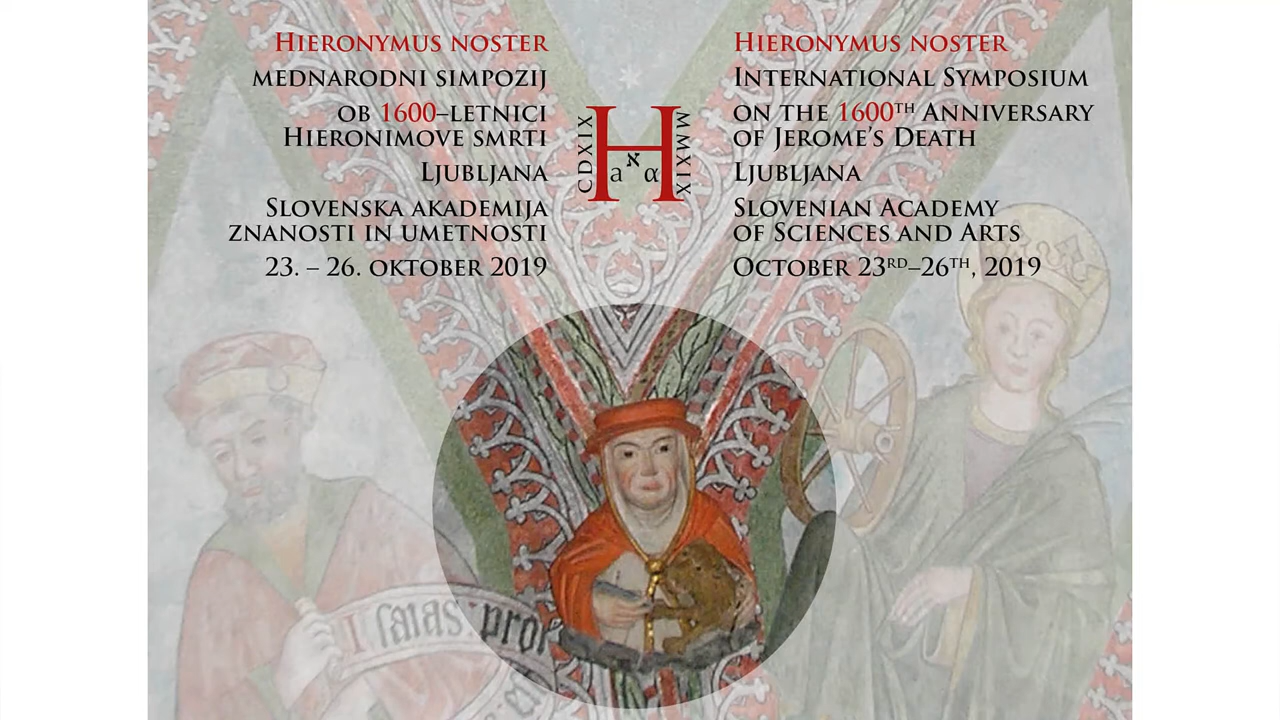 HIERONYMUS NOSTER
MEDNARODNI SIMPOZIJ
OB 1600–LETNICI
HIERONIMOVE SMRTI
LJUBLJANA
SLOVENSKA AKADEMIJA
ZNANOSTI IN UMETNOSTI
23. – 26. OKTOBER 2019
CDXIX
H
a א α
MMXIX
HIERONYMUS NOSTER
INTERNATIONAL SYMPOSIUM
ON THE 1600TH ANNIVERSARY
OF JEROME'S DEATH
LJUBLJANA
SLOVENIAN ACADEMY
OF SCIENCES AND ARTS
OCTOBER 23RD–26TH, 2019
Isaias: pro